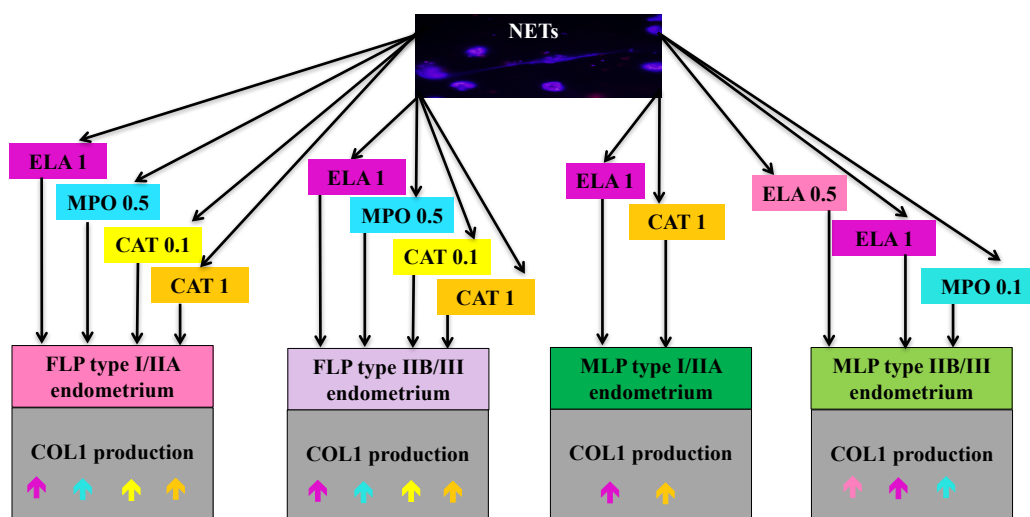 NETs
ELA 1
MPO 0.5
CAT 0.1
CAT 1
ELA 1
MPO 0.5
CAT 0.1
CAT 1
ELA 1
CAT 1
ELA 0.5
ELA 1
MPO 0.1
FLP type I/IIA
endometrium
COL1 production
FLP type IIB/III
endometrium
COL1 production
MLP type I/IIA
endometrium
COL1 production
MLP type IIB/III
endometrium
COL1 production